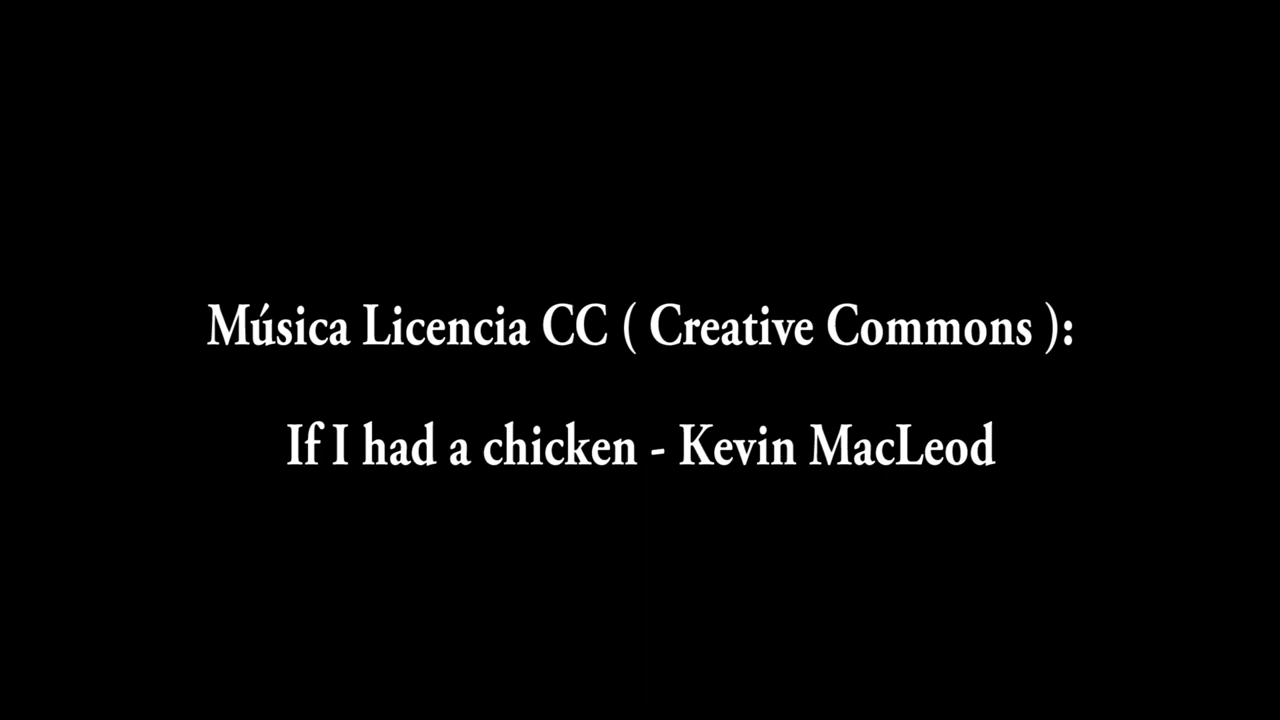 Música Licencia CC ( Creative Commons ):
If I had a chicken - Kevin MacLeod